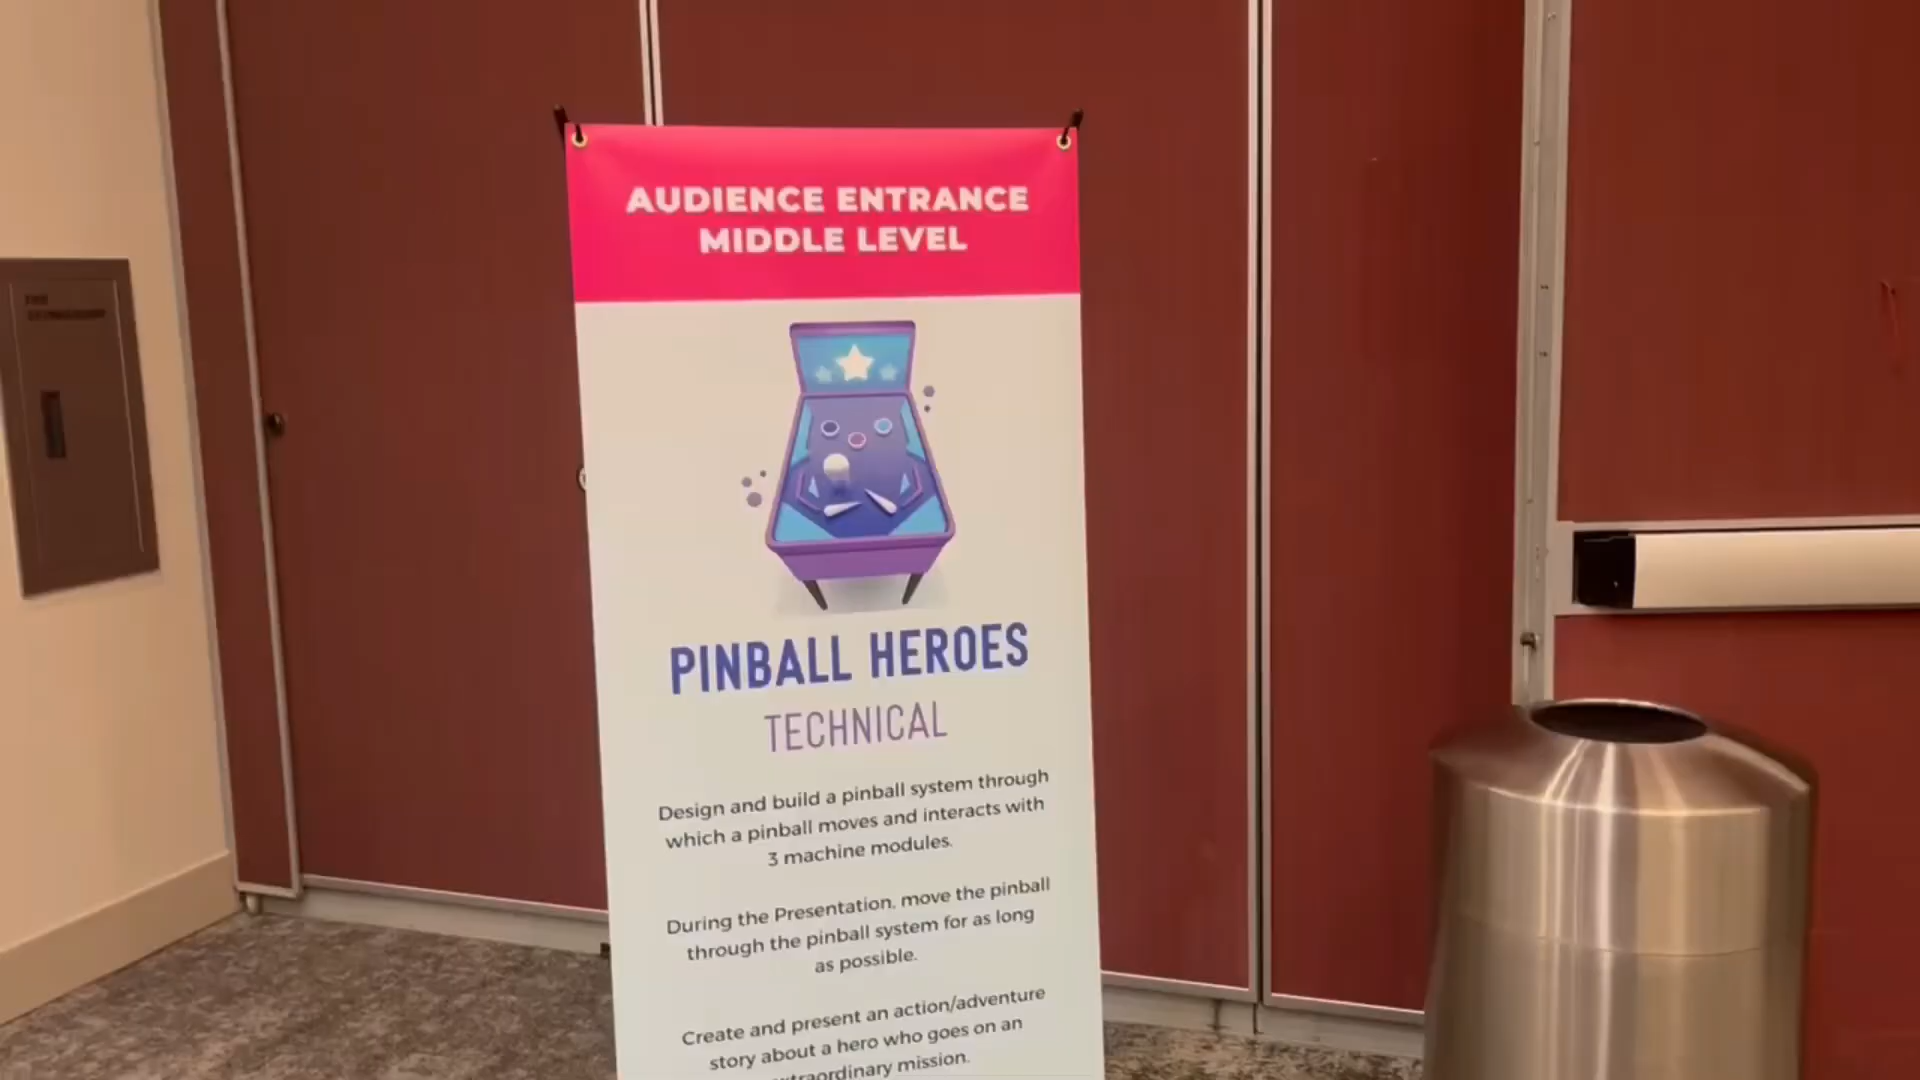 AUDIENCE ENTRANCE
MIDDLE LEVEL
PINBALL HEROES
TECHNICAL
Design and build a pinball system through
which a pinball moves and interacts with
3 machine modules.
During the Presentation, move the pinball
through the pinball system for as long
as possible.
Create and present an action/adventure
story about a hero who goes on an
mission.